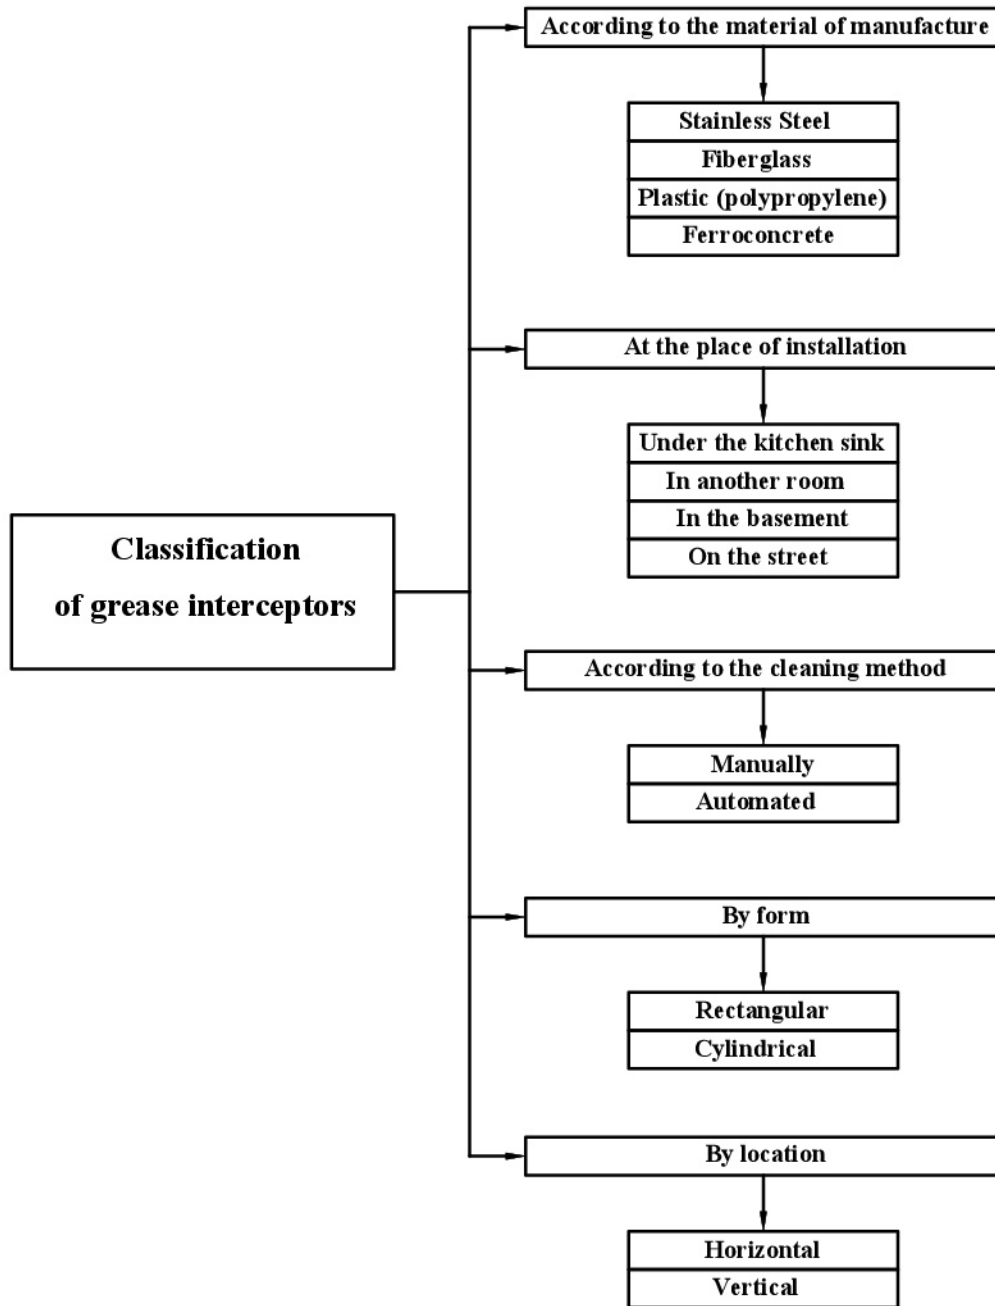 According to the material of manufacture
Stainless Steel
Fiberglass
Plastic (polypropylene)
Ferroconcrete
At the place of installation
Under the kitchen sink
In another room
In the basement
On the street
Classification
of grease interceptors
According to the cleaning method
Manually
Automated
By form
Rectangular
Cylindrical
By location
Horizontal
Vertical